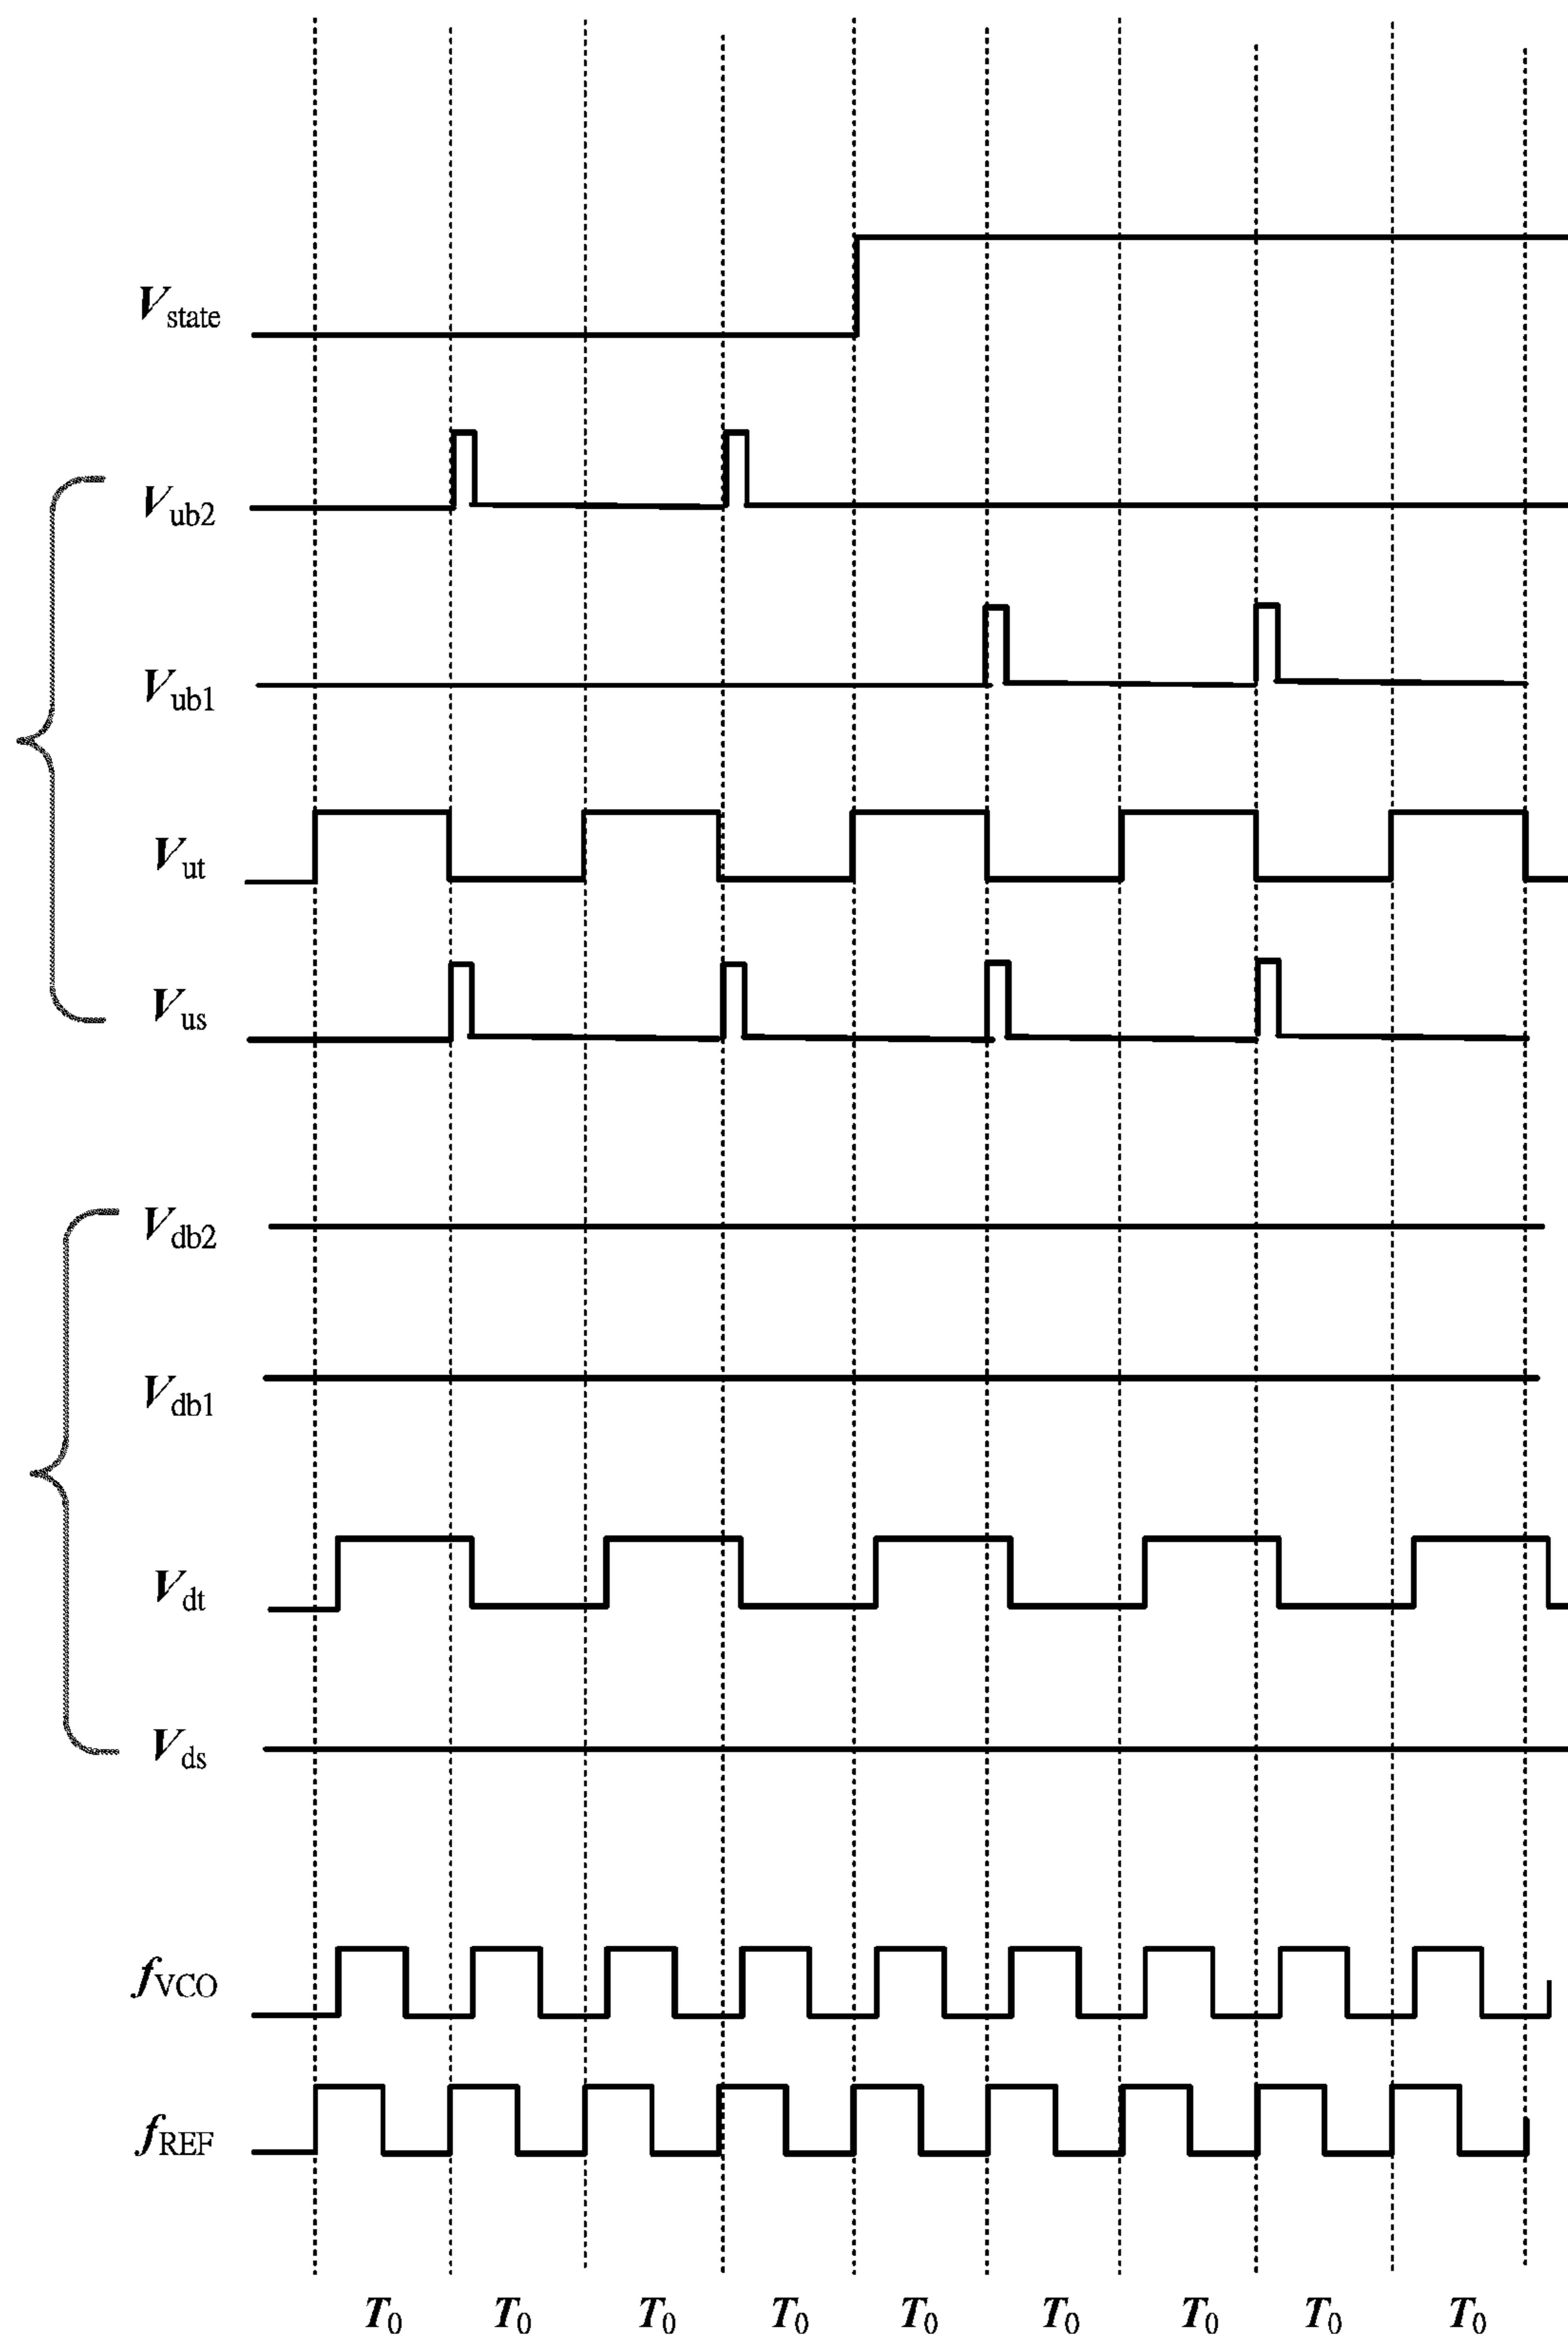 Vstate
Vub2
Vub1
Vut
Vus
Vdb2
Vdb1
Vdt
Vds
fVCO
fREF
T0 T0 T0 T0 T0 T0 T0 T0 T0